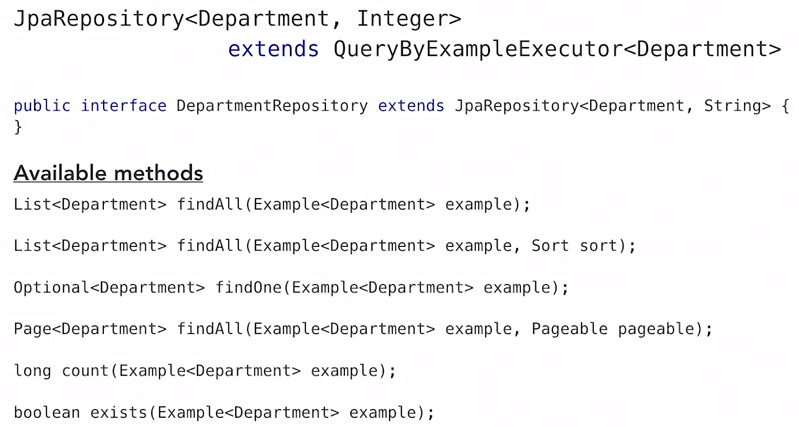 JpaRepository<Department, Integer>
extends QueryByExampleExecutor<Department>
public interface DepartmentRepository extends JpaRepository<Department, String> {
}
Available methods
List<Department> findAll(Example<Department> example);
List<Department> findAll(Example<Department> example, Sort sort);
Optional<Department> findOne(Example<Department> example);
Page<Department> findAll(Example<Department> example, Pageable pageable);
long count(Example<Department> example);
boolean exists(Example<Department> example);